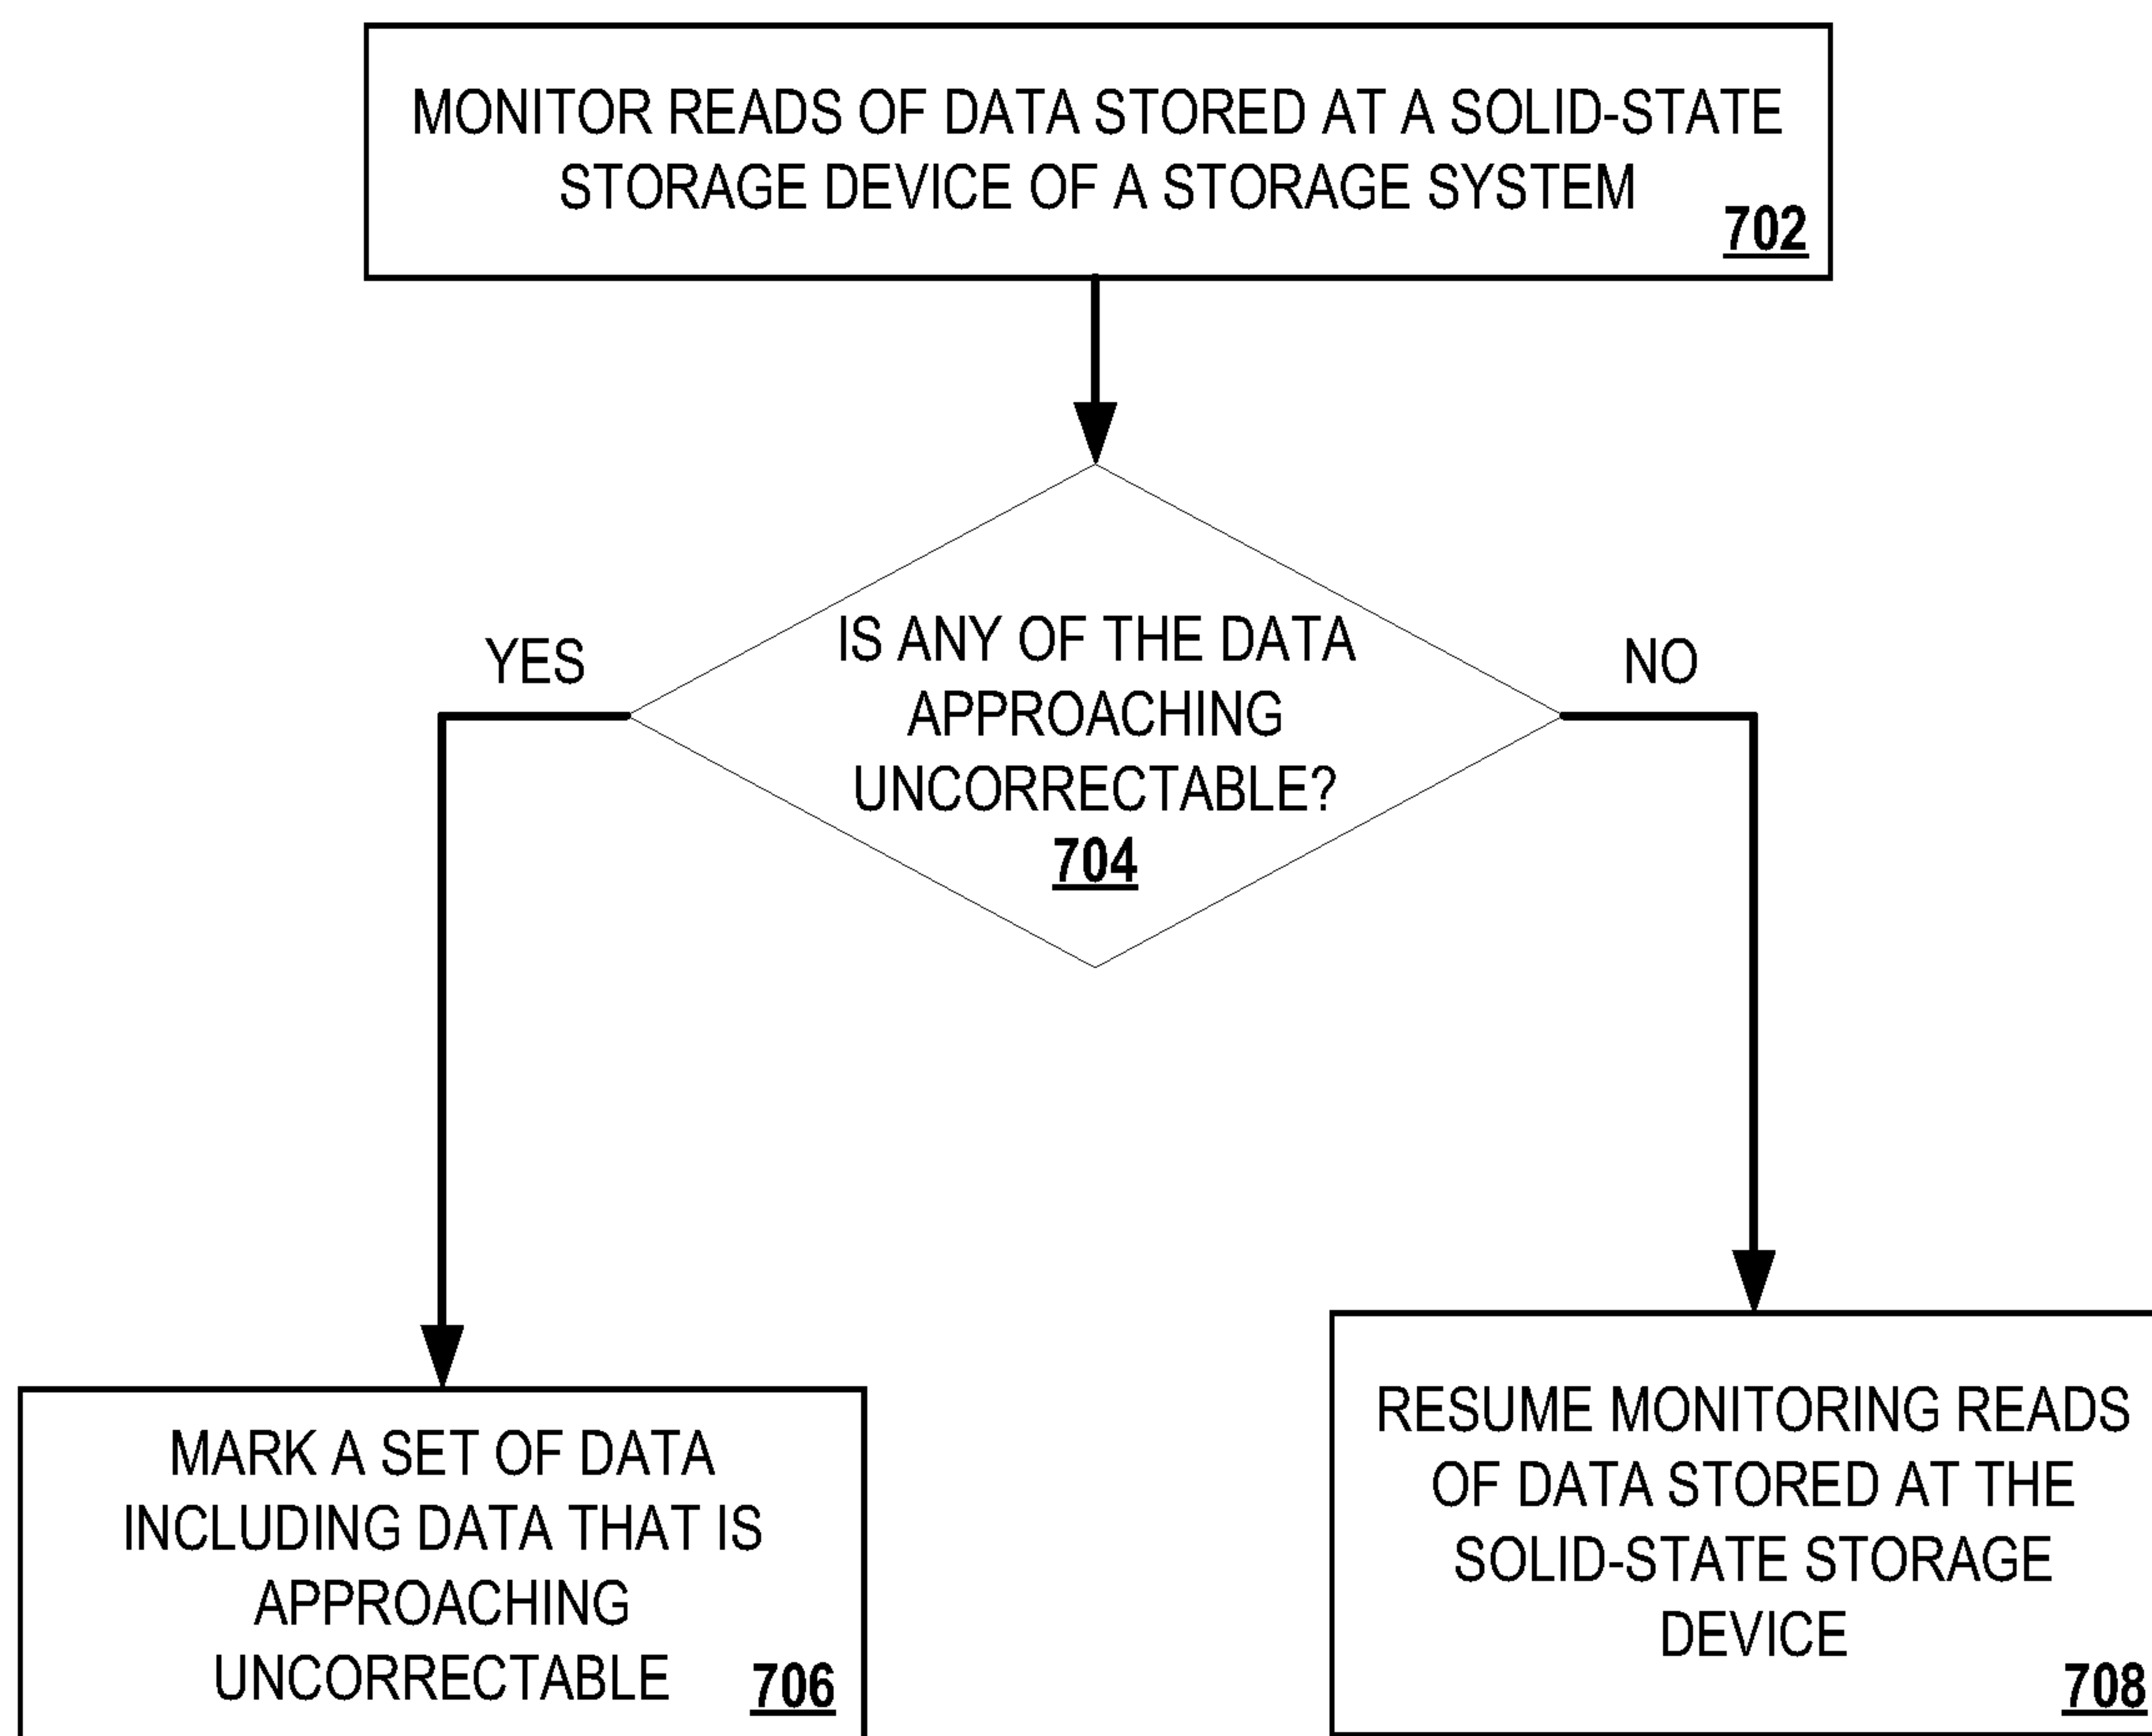 MONITOR READS OF DATA STORED AT A SOLID-STATE
STORAGE DEVICE OF A STORAGE SYSTEM
702
IS ANY OF THE DATA
APPROACHING
UNCORRECTABLE?
704
YES
NO
MARK A SET OF DATA
INCLUDING DATA THAT IS
APPROACHING
UNCORRECTABLE
706
RESUME MONITORING READS
OF DATA STORED AT THE
SOLID-STATE STORAGE
DEVICE
708